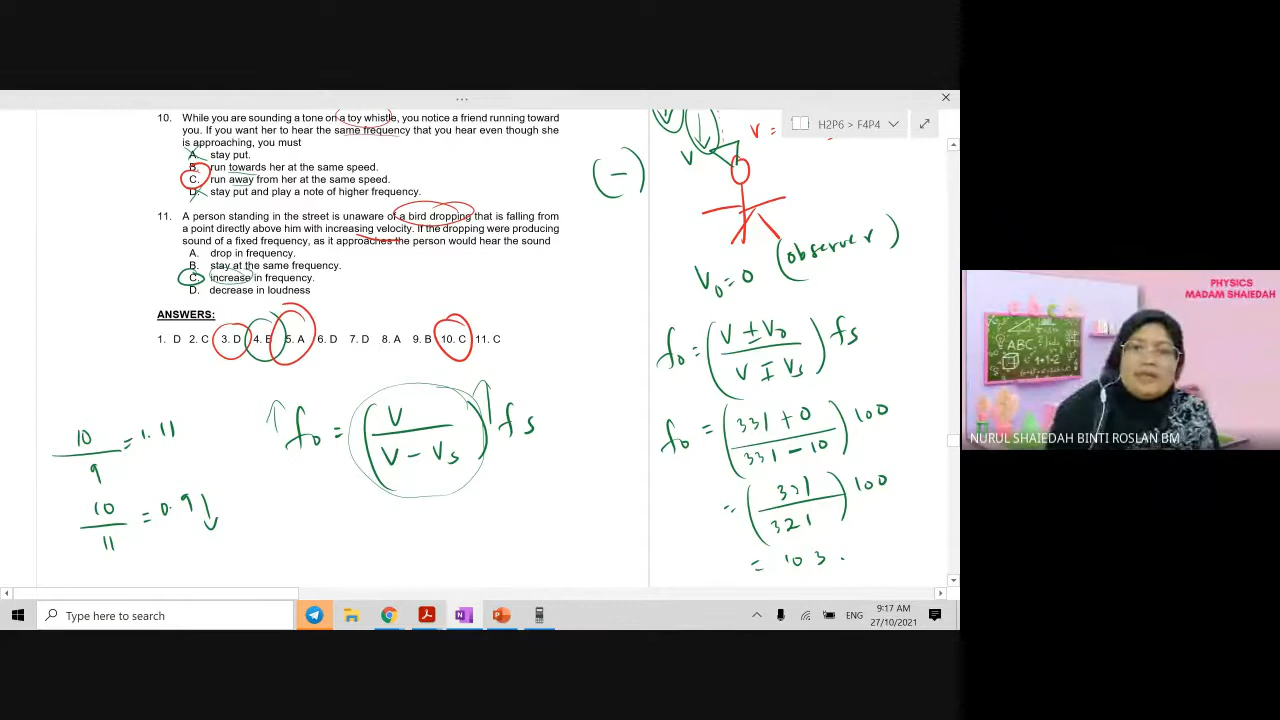 10. While you are sounding a tone on a toy whistle, you notice a friend running toward
you. If you want her to hear the same frequency that you hear even though she
is approaching, you must
A. stay put.
B. run towards her at the same speed.
C. run away from her at the same speed.
D. stay put and play a note of higher frequency.
11. A person standing in the street is unaware of a bird dropping that is falling from
a point directly above him with increasing velocity. If the dropping were producing
sound of a fixed frequency, as it approaches the person would hear the sound
A. drop in frequency.
B. stay at the same frequency.
C. increase in frequency.
D. decrease in loudness
ANSWERS:
1. D 2. C 3. D 4. B 5. A 6. D 7. D 8. A 9. B 10. C 11. C
10/9 = 1.11
10/11 = 0.9 ↓
↑ fo = (V / V - Vs) ↑ fs
(-)
H2P6 > F4P4
V =
V
Vo = 0 (observer)
fo = (V ± Vo / V ∓ Vs) fs
fo = (331 + 0 / 331 - 10) 100
= (331 / 321) 100
= 103.
PHYSICS
MADAM SHAIEDAH
ABC
1+1=2
NURUL SHAIEDAH BINTI ROSLAN BM
Type here to search
ENG
9:17 AM
27/10/2021